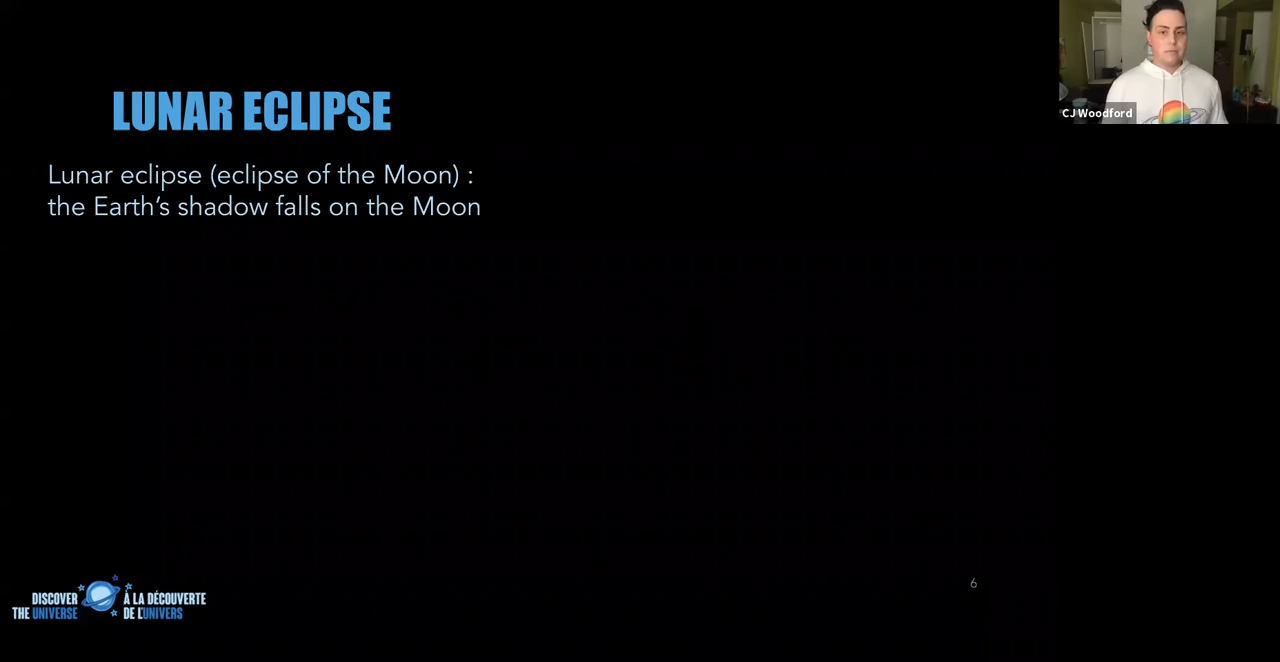 CJ Woodford
LUNAR ECLIPSE
Lunar eclipse (eclipse of the Moon) :
the Earth’s shadow falls on the Moon
6
DISCOVER
THE UNIVERSE
À LA DÉCOUVERTE
DE L'UNIVERS